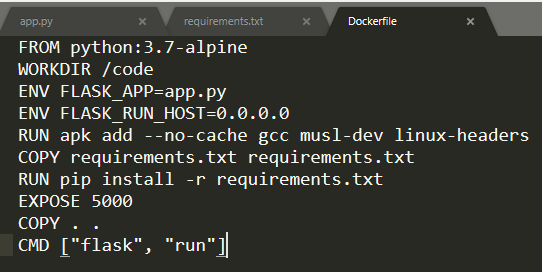 app.py × requirements.txt × Dockerfile ×
FROM python:3.7-alpine
WORKDIR /code
ENV FLASK_APP=app.py
ENV FLASK_RUN_HOST=0.0.0.0
RUN apk add --no-cache gcc musl-dev linux-headers
COPY requirements.txt requirements.txt
RUN pip install -r requirements.txt
EXPOSE 5000
COPY . .
CMD ["flask", "run"]